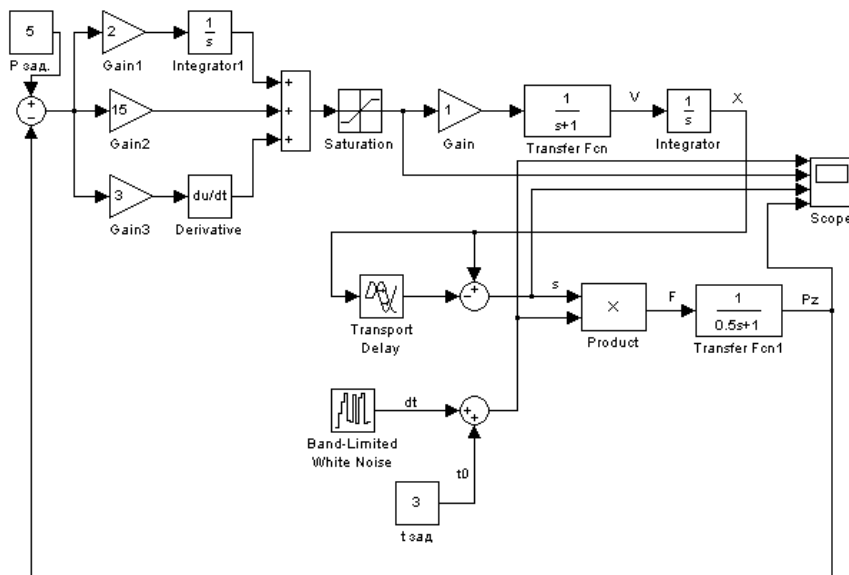 5
P зад.
2
Gain1
1
s
Integrator1
15
Gain2
3
Gain3
du/dt
Derivative
Saturation
1
Gain
1
s+1
Transfer Fcn
V
1
s
Integrator
X
Scope
Transport
Delay
s
×
Product
F
1
0.5s+1
Transfer Fcn1
Pz
Band-Limited
White Noise
dt
t0
3
t зад